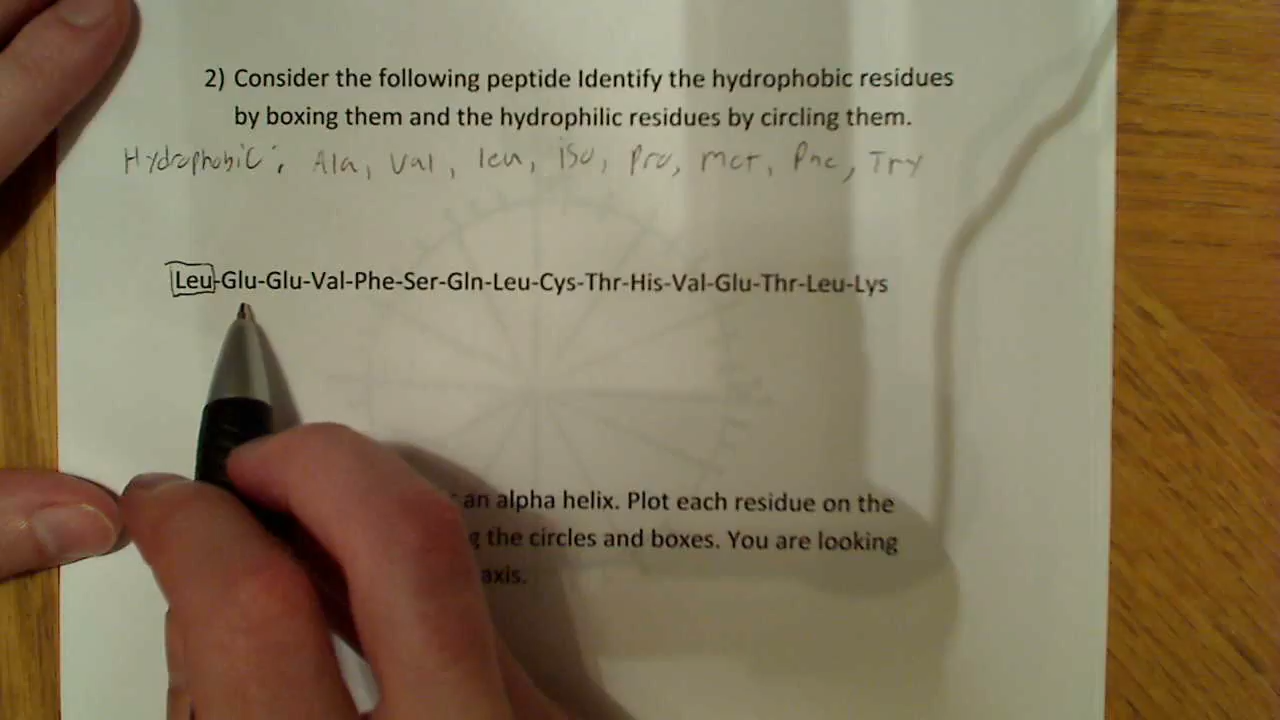 2) Consider the following peptide Identify the hydrophobic residues
by boxing them and the hydrophilic residues by circling them.
Hydrophobic: Ala, Val, leu, iso, Pro, met, Phe, Try
Leu-Glu-Glu-Val-Phe-Ser-Gln-Leu-Cys-Thr-His-Val-Glu-Thr-Leu-Lys
an alpha helix. Plot each residue on the
the circles and boxes. You are looking
axis.